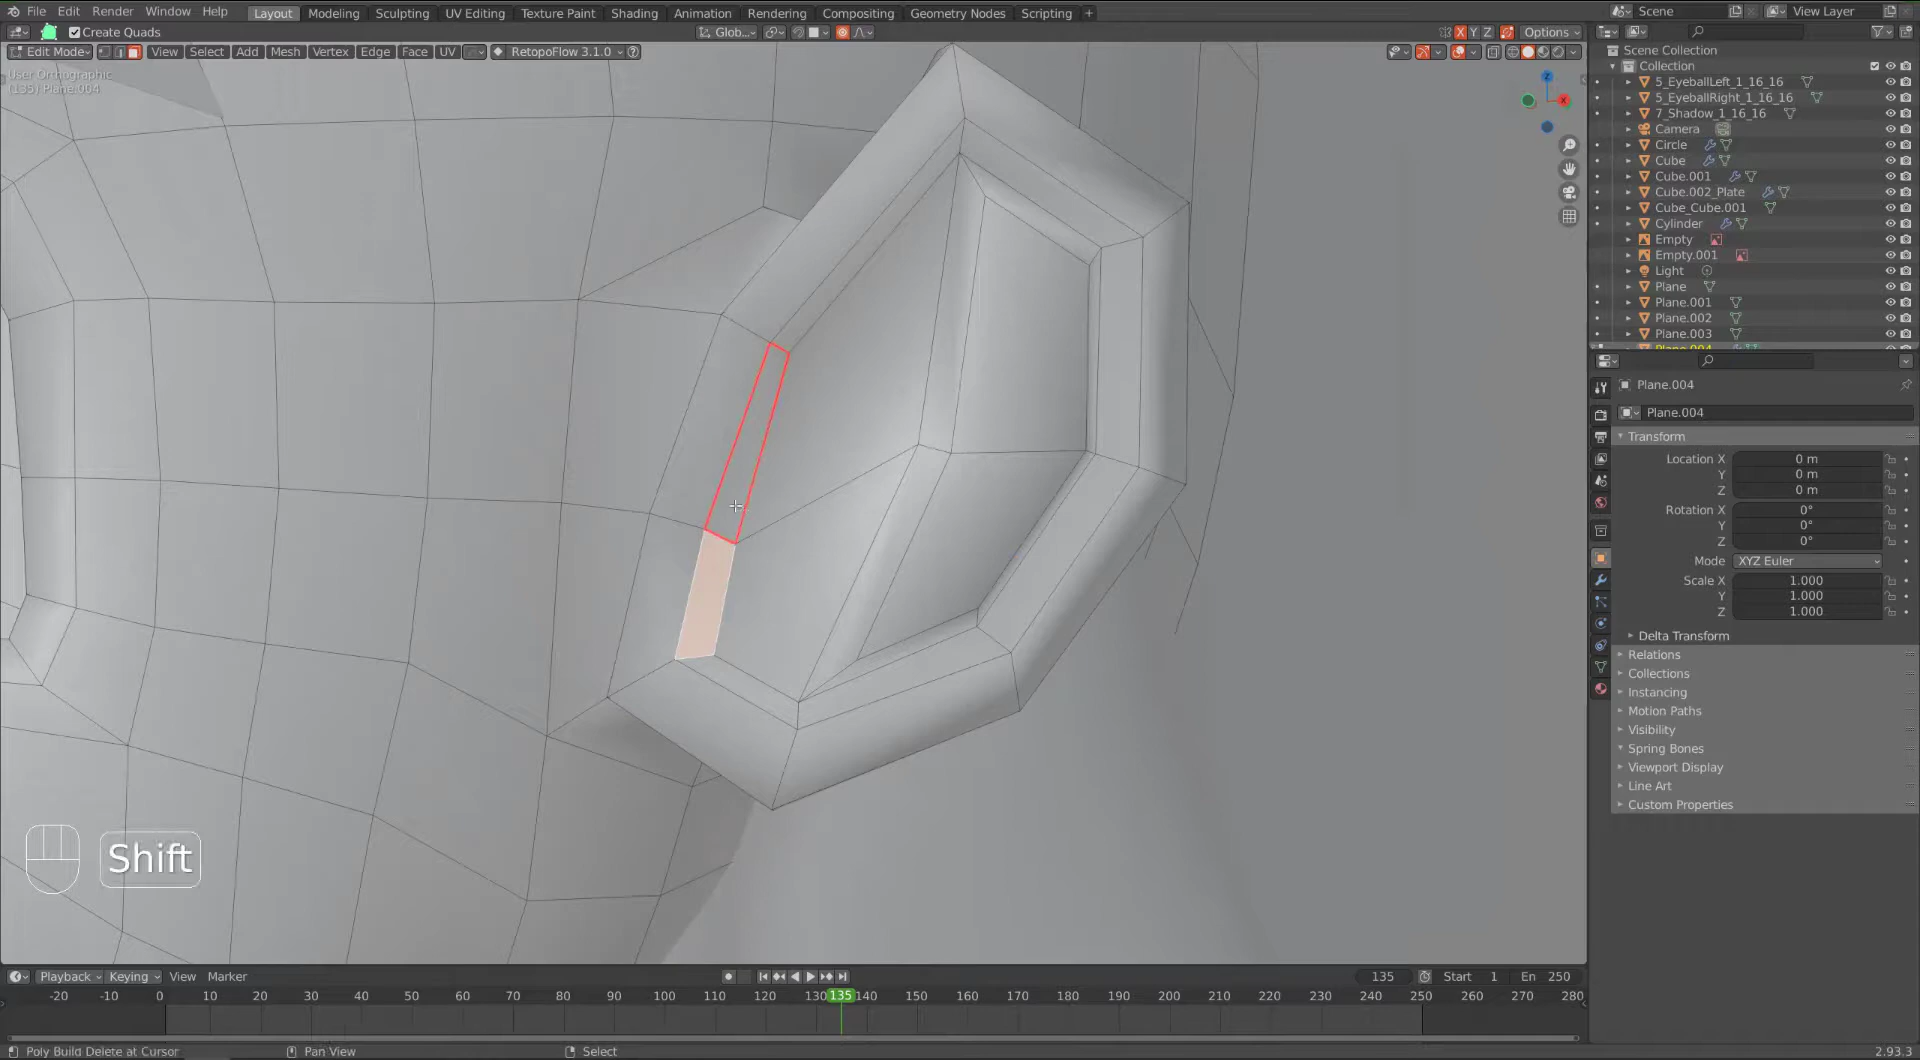 File Edit Render Window Help Layout Modeling Sculpting UV Editing Texture Paint Shading Animation Rendering Compositing Geometry Nodes Scripting + Scene View Layer
Create Quads Glob... X Y Z Options
Edit Mode View Select Add Mesh Vertex Edge Face UV RetopoFlow 3.1.0
User Orthographic
(135) Plane.004
Z
X
Scene Collection
Collection
5_EyeballLeft_1_16_16
5_EyeballRight_1_16_16
7_Shadow_1_16_16
Camera
Circle
Cube
Cube.001
Cube.002_Plate
Cube_Cube.001
Cylinder
Empty
Empty.001
Light
Plane
Plane.001
Plane.002
Plane.003
Plane.004
Plane.004
Plane.004
Transform
Location X 0 m
Y 0 m
Z 0 m
Rotation X 0°
Y 0°
Z 0°
Mode XYZ Euler
Scale X 1.000
Y 1.000
Z 1.000
Delta Transform
Relations
Collections
Instancing
Motion Paths
Visibility
Spring Bones
Viewport Display
Line Art
Custom Properties
Shift
Playback Keying View Marker 135 Start 1 En 250
-20 -10 0 10 20 30 40 50 60 70 80 90 100 110 120 130 135 140 150 160 170 180 190 200 210 220 230 240 250 260 270 280
Poly Build Delete at Cursor Pan View Select 2.93.3